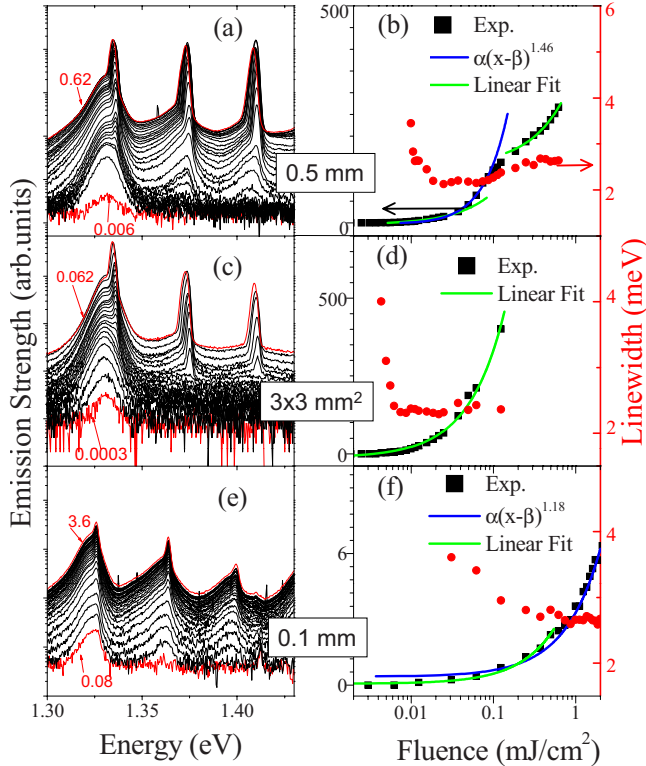 (a)
0.62
0.006
0.5 mm
(b)
500
0
Exp.
α(x-β)^1.46
Linear Fit
6
4
2
(c)
0.062
0.0003
3x3 mm²
(d)
500
0
Exp.
Linear Fit
4
2
(e)
3.6
0.08
0.1 mm
(f)
6
0
Exp.
α(x-β)^1.18
Linear Fit
4
2
1.30
1.35
1.40
0.01
0.1
1
Energy (eV)
Fluence (mJ/cm²)
Emission Strength (arb.units)
Linewidth (meV)